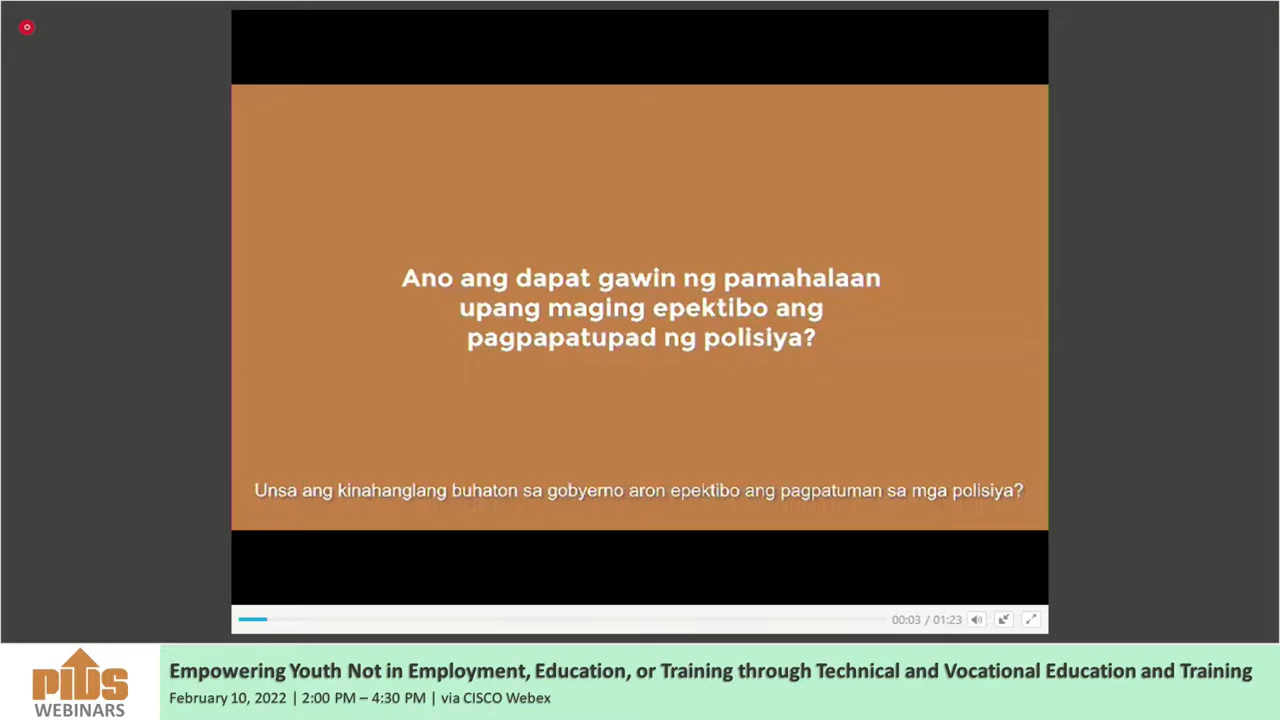 Ano ang dapat gawin ng pamahalaan
upang maging epektibo ang
pagpapatupad ng polisiya?
Unsa ang kinahanglang buhaton sa gobyerno aron epektibo ang pagpatuman sa mga polisiya?
00:03 / 01:23
PIDS
WEBINARS
Empowering Youth Not in Employment, Education, or Training through Technical and Vocational Education and Training
February 10, 2022 | 2:00 PM – 4:30 PM | via CISCO Webex